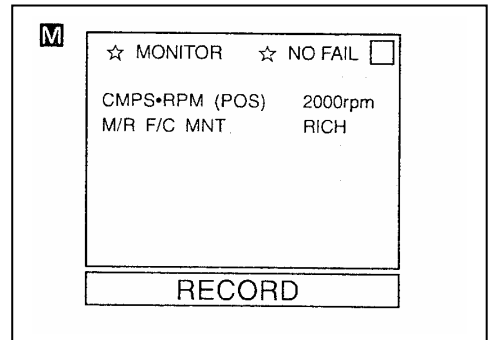 M
☆ MONITOR ☆ NO FAIL
CMPS•RPM (POS) 2000rpm
M/R F/C MNT RICH
RECORD